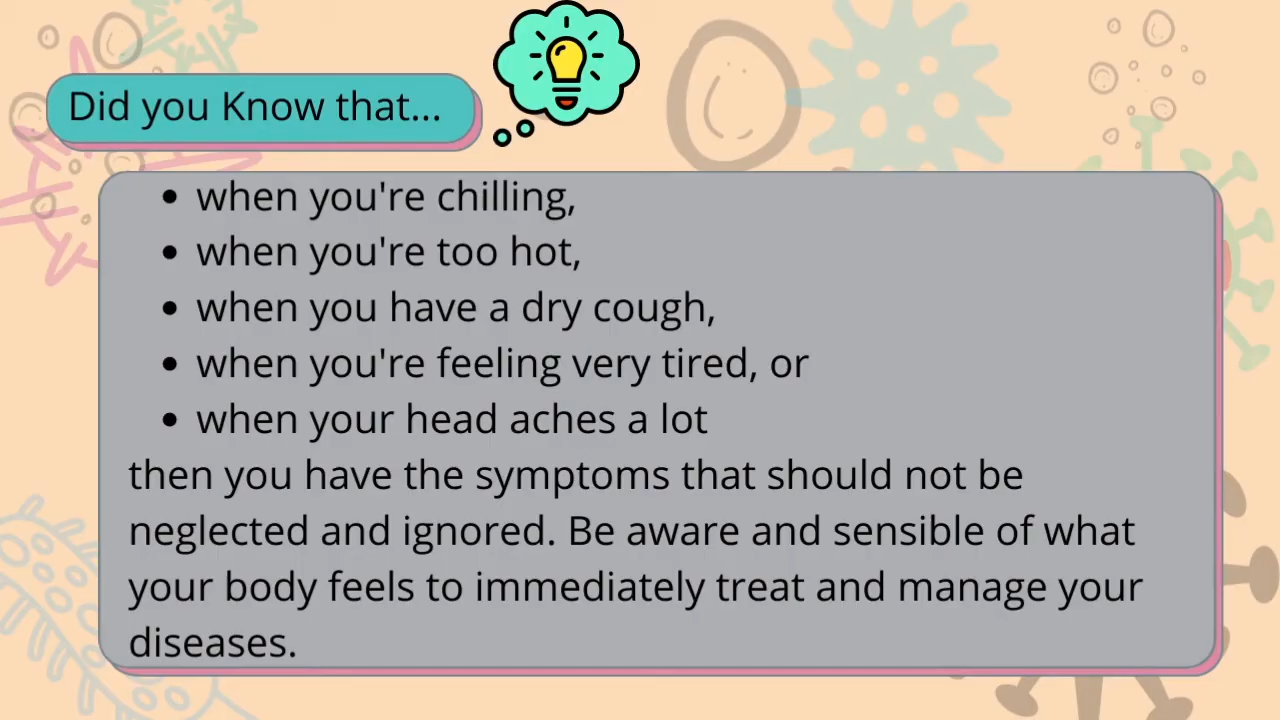 Did you Know that...
• when you're chilling,
• when you're too hot,
• when you have a dry cough,
• when you're feeling very tired, or
• when your head aches a lot
then you have the symptoms that should not be
neglected and ignored. Be aware and sensible of what
your body feels to immediately treat and manage your
diseases.